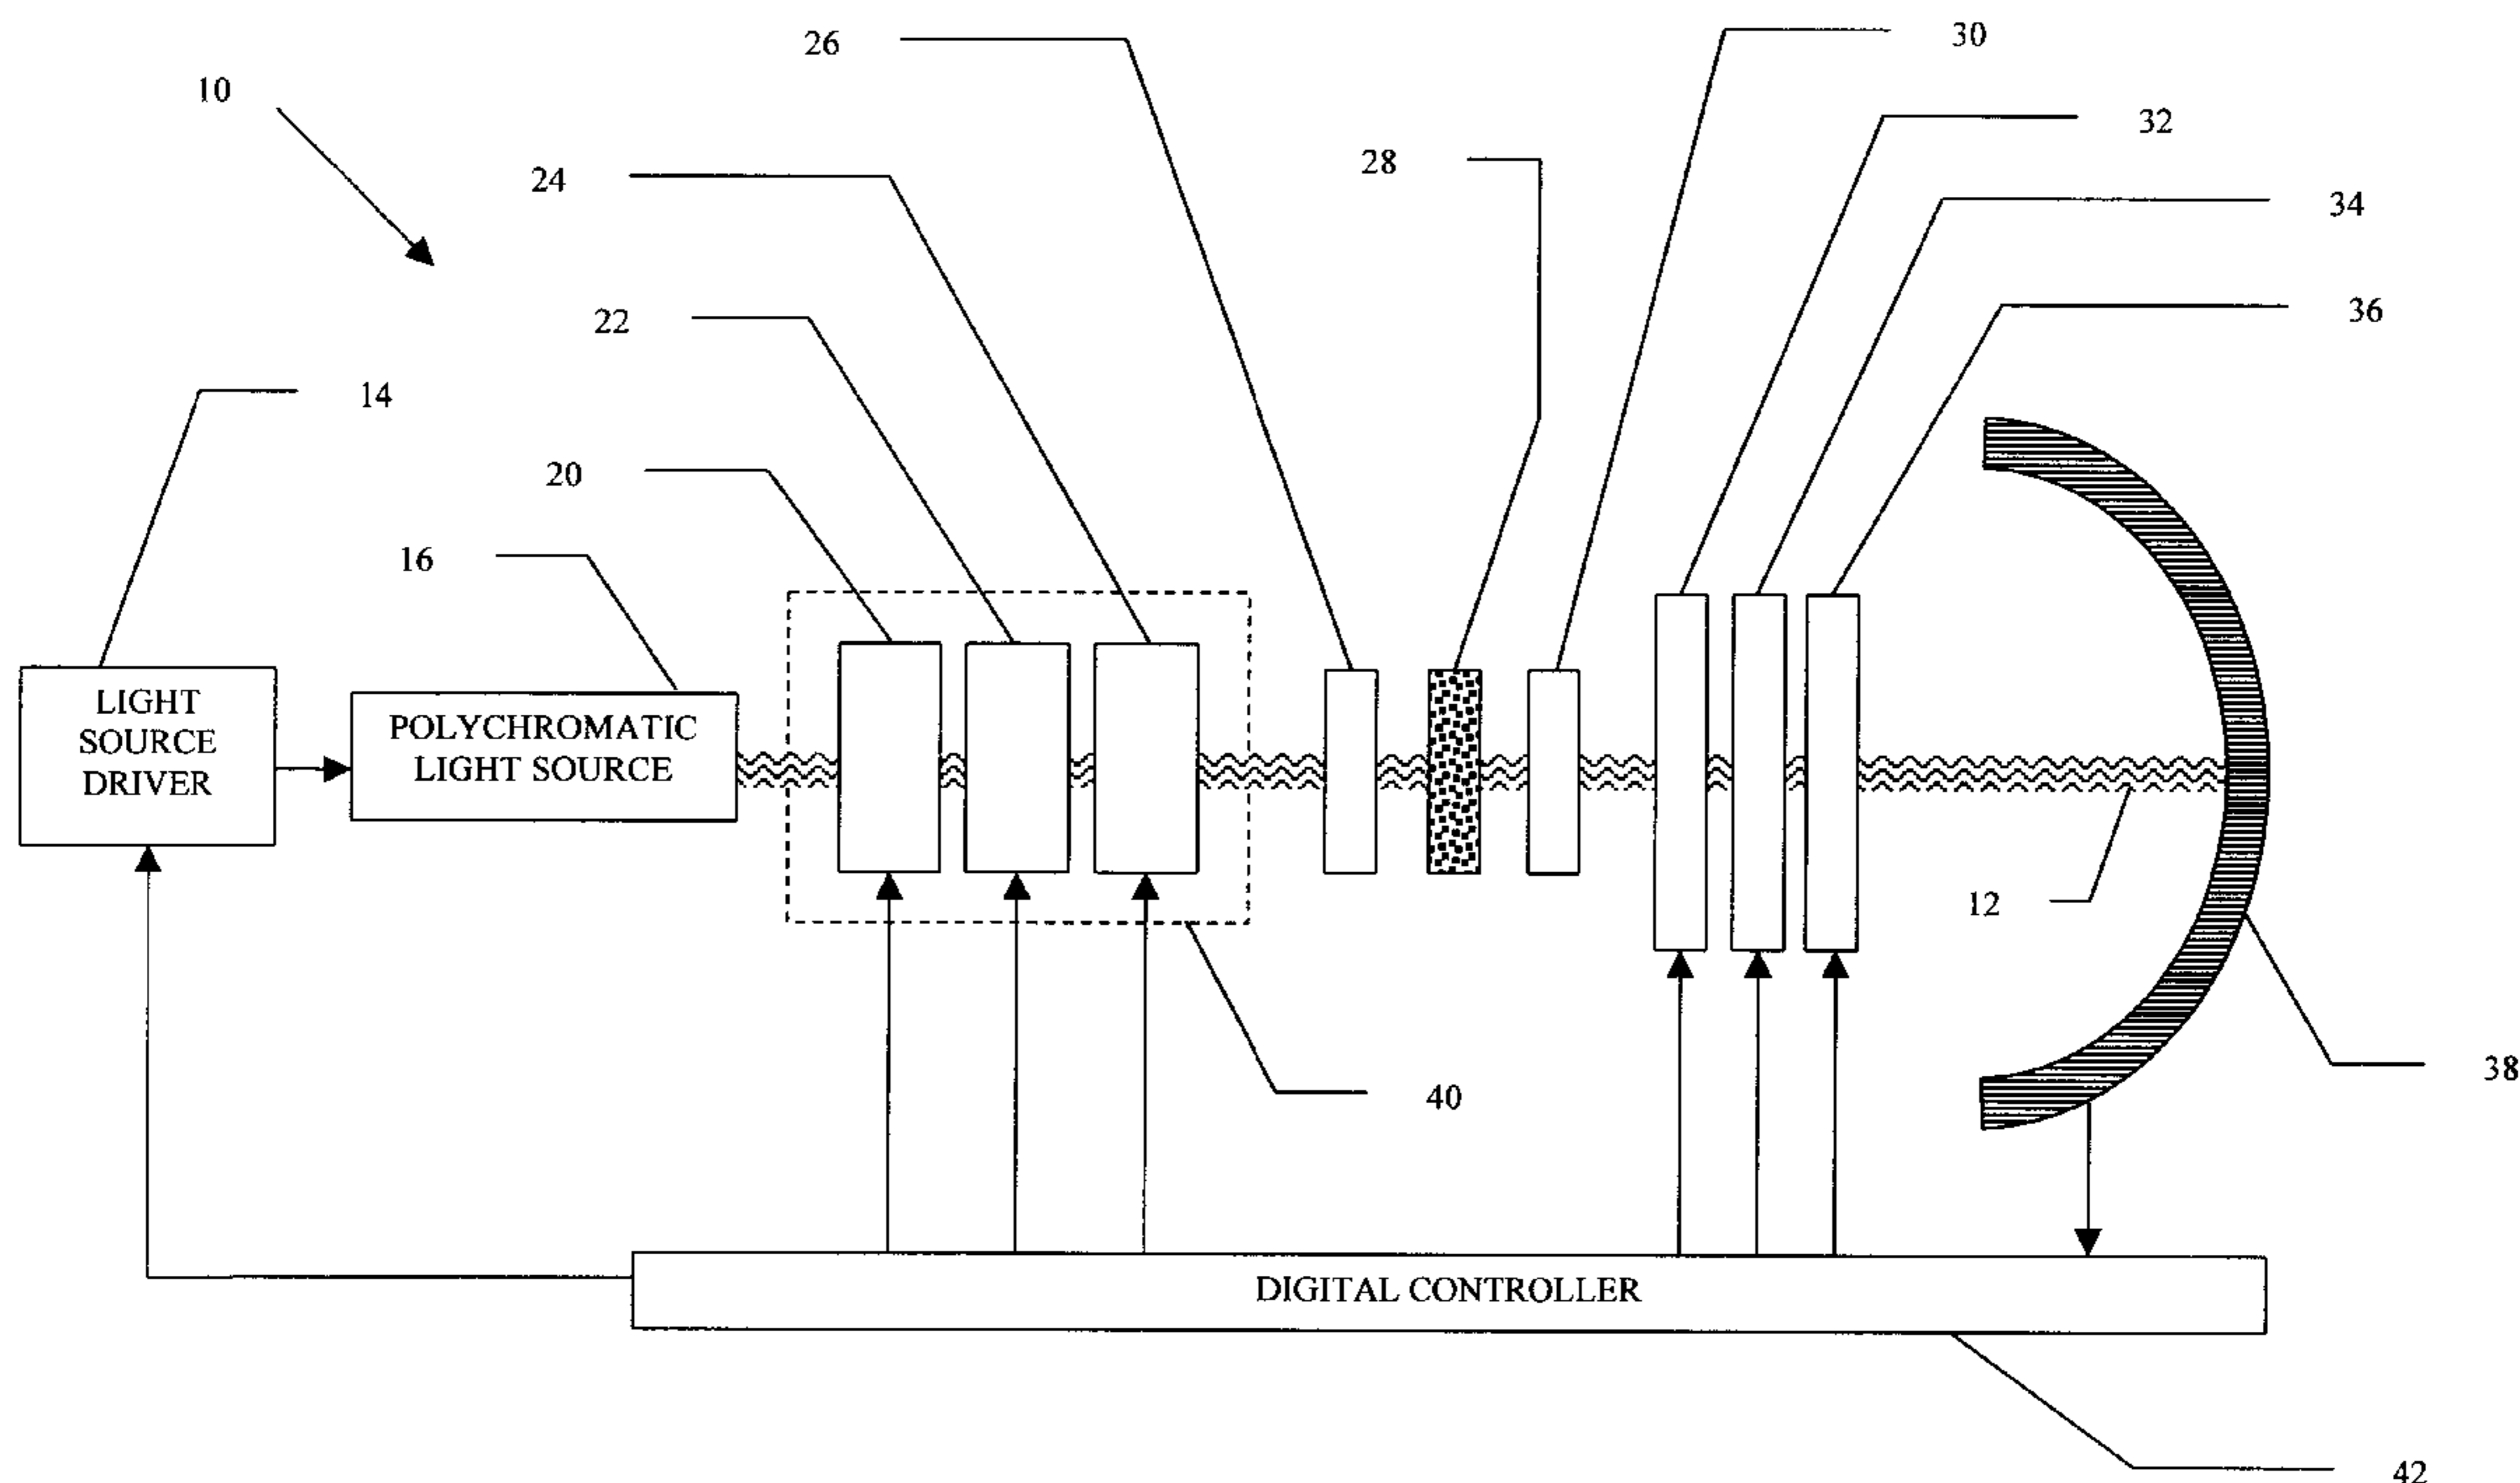 26
30
10
32
28
24
34
36
22
14
20
16
LIGHT
SOURCE
DRIVER
POLYCHROMATIC
LIGHT SOURCE
12
38
40
DIGITAL CONTROLLER
42